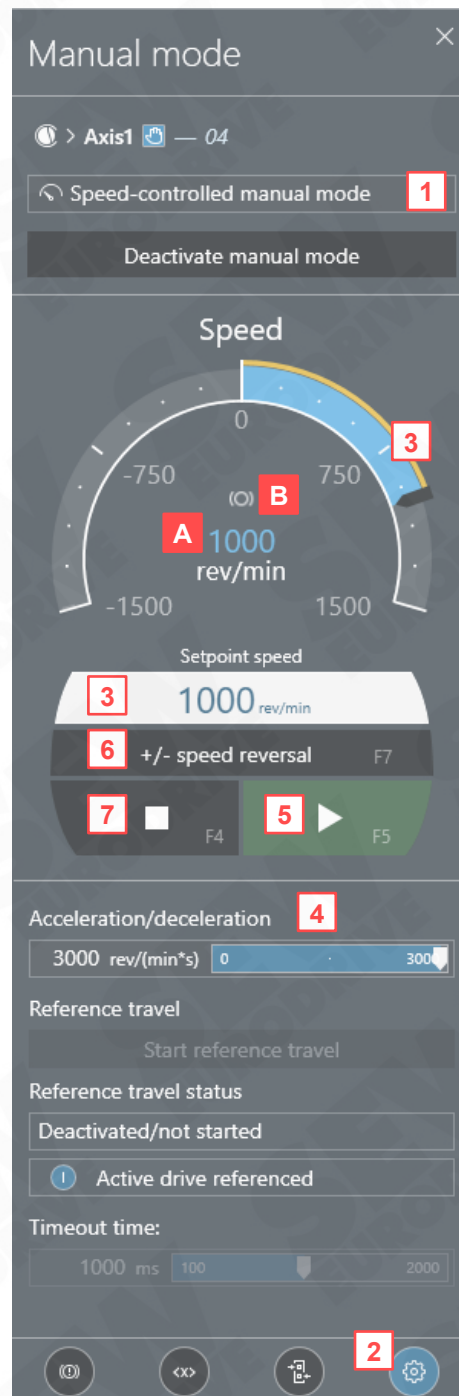 Manual mode
> Axis1 — 04
Speed-controlled manual mode 1
Deactivate manual mode
Speed
0
3
-750 750
B
A 1000
rev/min
-1500 1500
Setpoint speed
3 1000 rev/min
6 +/- speed reversal F7
7 F4 5 F5
Acceleration/deceleration 4
3000 rev/(min*s) 0 3000
Reference travel
Start reference travel
Reference travel status
Deactivated/not started
I Active drive referenced
Timeout time:
1000 ms 100 2000
2
<x>